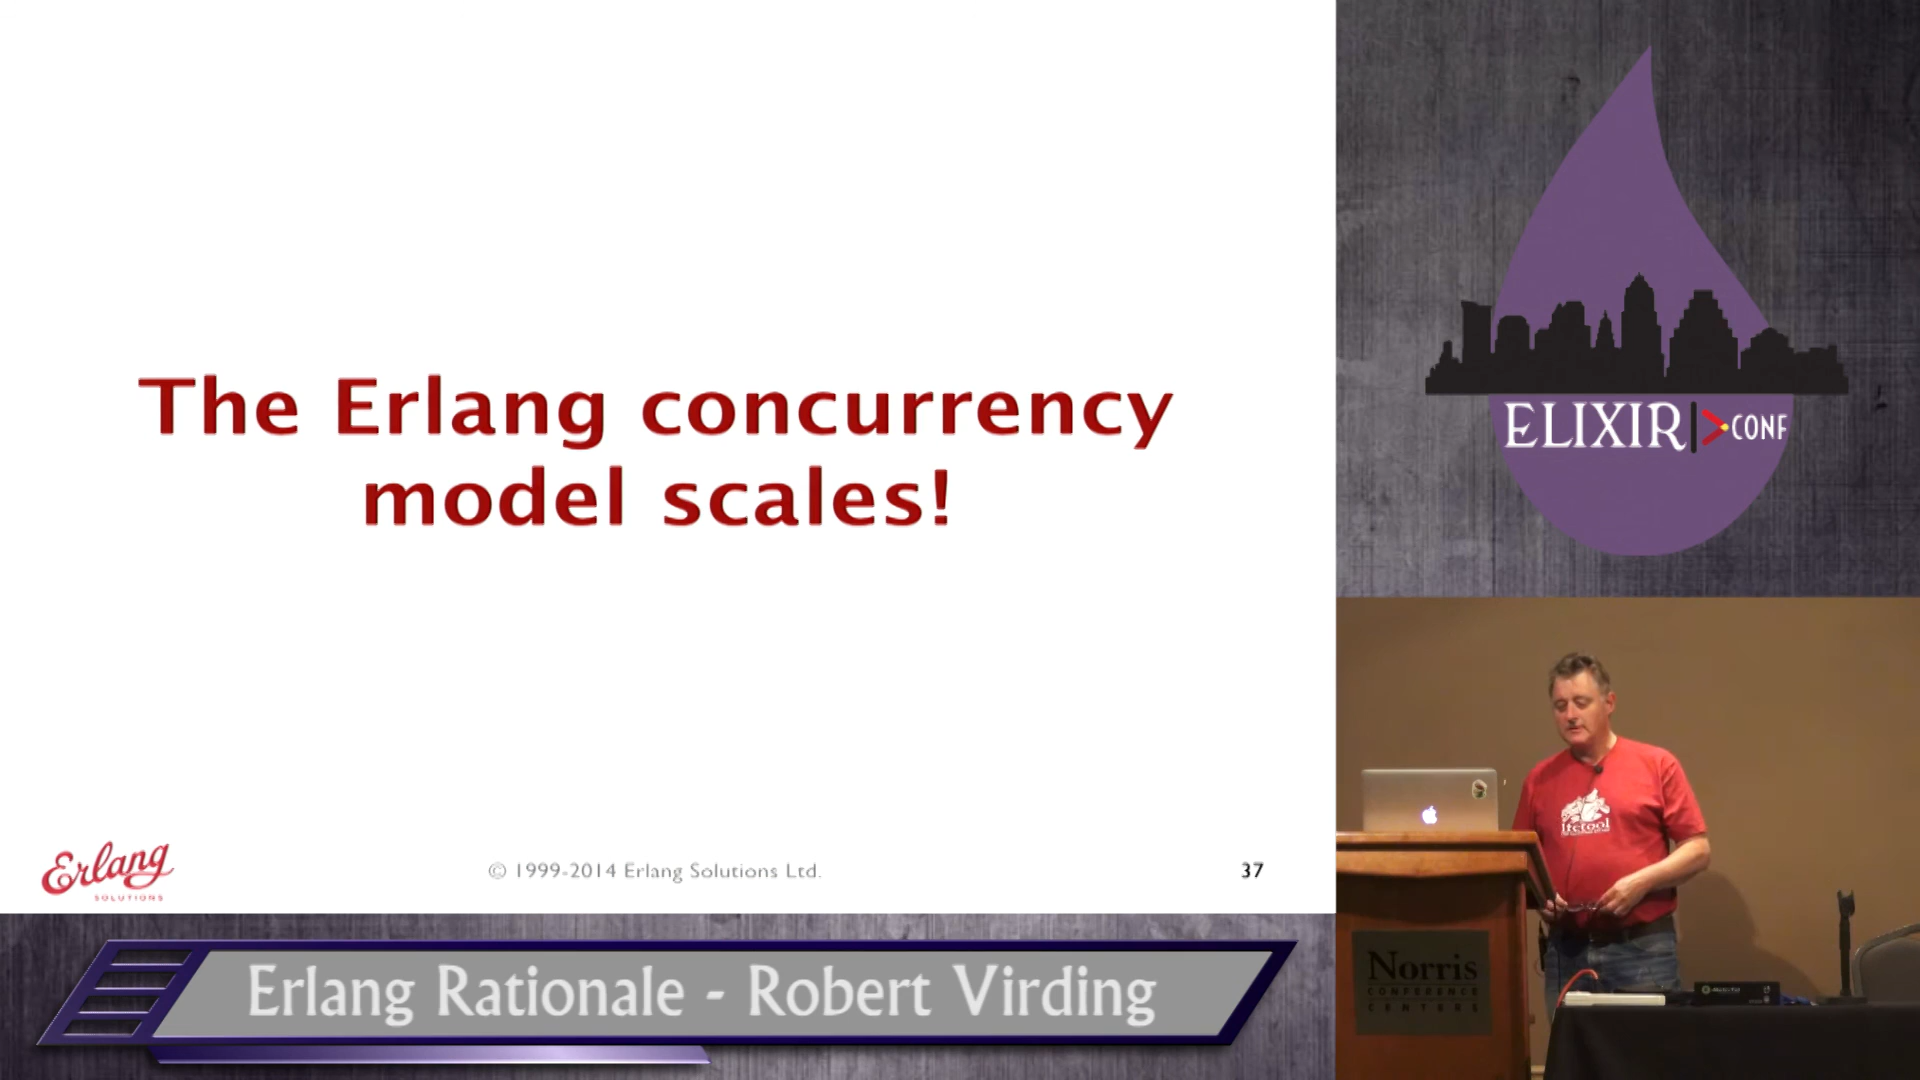 The Erlang concurrency
model scales!
Erlang
SOLUTIONS
© 1999-2014 Erlang Solutions Ltd.
37
ELIXIR CONF
Norris
CONFERENCE
CENTERS
Erlang Rationale - Robert Virding